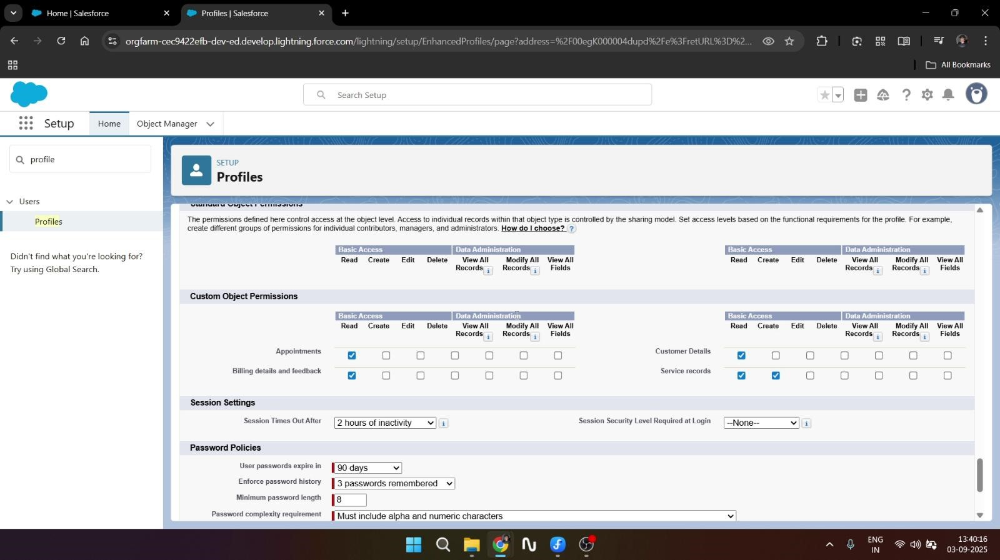 Home | Salesforce
Profiles | Salesforce
orgfarm-cec9422efb-dev-ed.develop.lightning.force.com/lightning/setup/EnhancedProfiles/page?address=%2F00egK000004dupd%2Fe%3FretURL%3D%2...
All Bookmarks
Search Setup
Setup
Home
Object Manager
profile
Users
Profiles
Didn't find what you're looking for?
Try using Global Search.
SETUP
Profiles
Standard Object Permissions
The permissions defined here control access at the object level. Access to individual records within that object type is controlled by the sharing model. Set access levels based on the functional requirements for the profile. For example,
create different groups of permissions for individual contributors, managers, and administrators. How do I choose? ?
Basic Access Data Administration Basic Access Data Administration
Read Create Edit Delete View All Modify All View All Read Create Edit Delete View All Modify All View All
Records i Records i Fields Records i Records i Fields
Custom Object Permissions
Basic Access Data Administration Basic Access Data Administration
Read Create Edit Delete View All Modify All View All Read Create Edit Delete View All Modify All View All
Records i Records i Fields Records i Records i Fields
Appointments Customer Details
Billing details and feedback Service records
Session Settings
Session Times Out After 2 hours of inactivity i Session Security Level Required at Login --None-- i
Password Policies
User passwords expire in 90 days
Enforce password history 3 passwords remembered
Minimum password length 8
Password complexity requirement Must include alpha and numeric characters
ENG
IN
13:40:16
03-09-2025